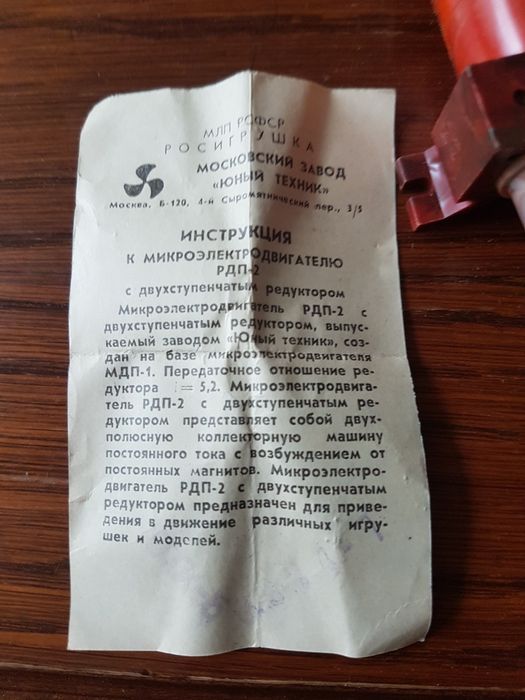 МЛП РСФСР
РОСИГРУШКА
МОСКОВСКИЙ ЗАВОД
«ЮНЫЙ ТЕХНИК»
Москва, Б-120, 4-й Сыромятнический пер., 3/5
ИНСТРУКЦИЯ
К МИКРОЭЛЕКТРОДВИГАТЕЛЮ
РДП-2
с двухступенчатым редуктором
Микроэлектродвигатель РДП-2 с
двухступенчатым редуктором, выпус-
каемый заводом «Юный техник», соз-
дан на базе микроэлектродвигателя
МДП-1. Передаточное отношение ре-
дуктора i = 5,2. Микроэлектродвига-
тель РДП-2 с двухступенчатым ре-
дуктором представляет собой двух-
полюсную коллекторную машину
постоянного тока с возбуждением от
постоянных магнитов. Микроэлектро-
двигатель РДП-2 с двухступенчатым
редуктором предназначен для приве-
дения в движение различных игру-
шек и моделей.